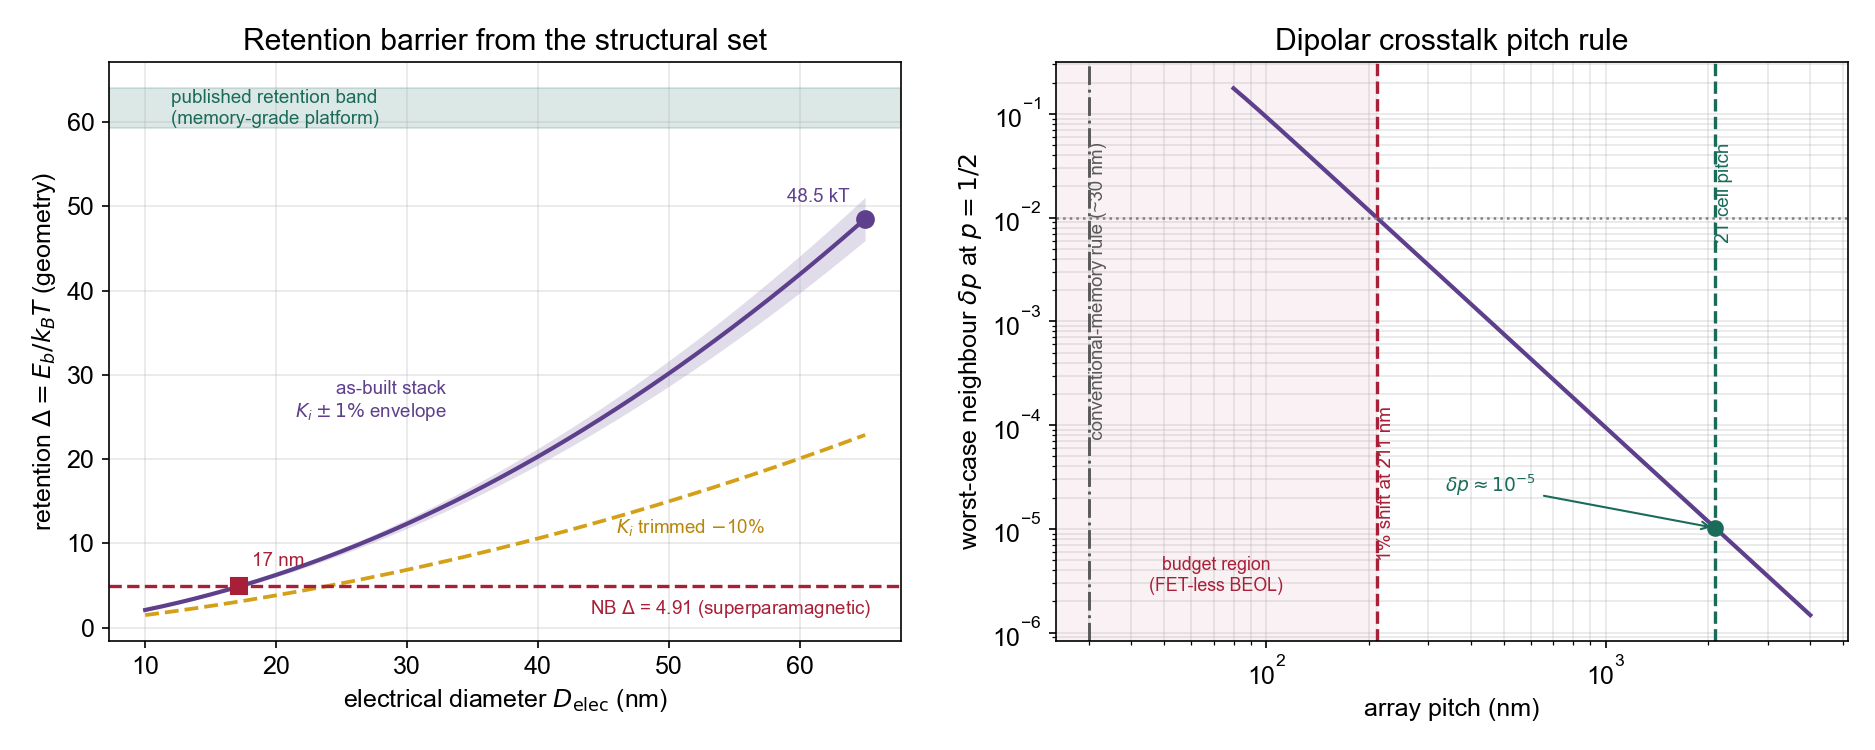 Retention barrier from the structural set
published retention band
(memory-grade platform)
48.5 kT
as-built stack
K_i ± 1% envelope
K_i trimmed −10%
17 nm
NB Δ = 4.91 (superparamagnetic)
retention Δ = E_b/k_BT (geometry)
60
50
40
30
20
10
0
10
20
30
40
50
60
electrical diameter D_elec (nm)
Dipolar crosstalk pitch rule
conventional-memory rule (~30 nm)
1% shift at 211 nm
2T cell pitch
δp ≈ 10⁻⁵
budget region
(FET-less BEOL)
worst-case neighbour δp at p = 1/2
10⁻¹
10⁻²
10⁻³
10⁻⁴
10⁻⁵
10⁻⁶
10²
10³
array pitch (nm)